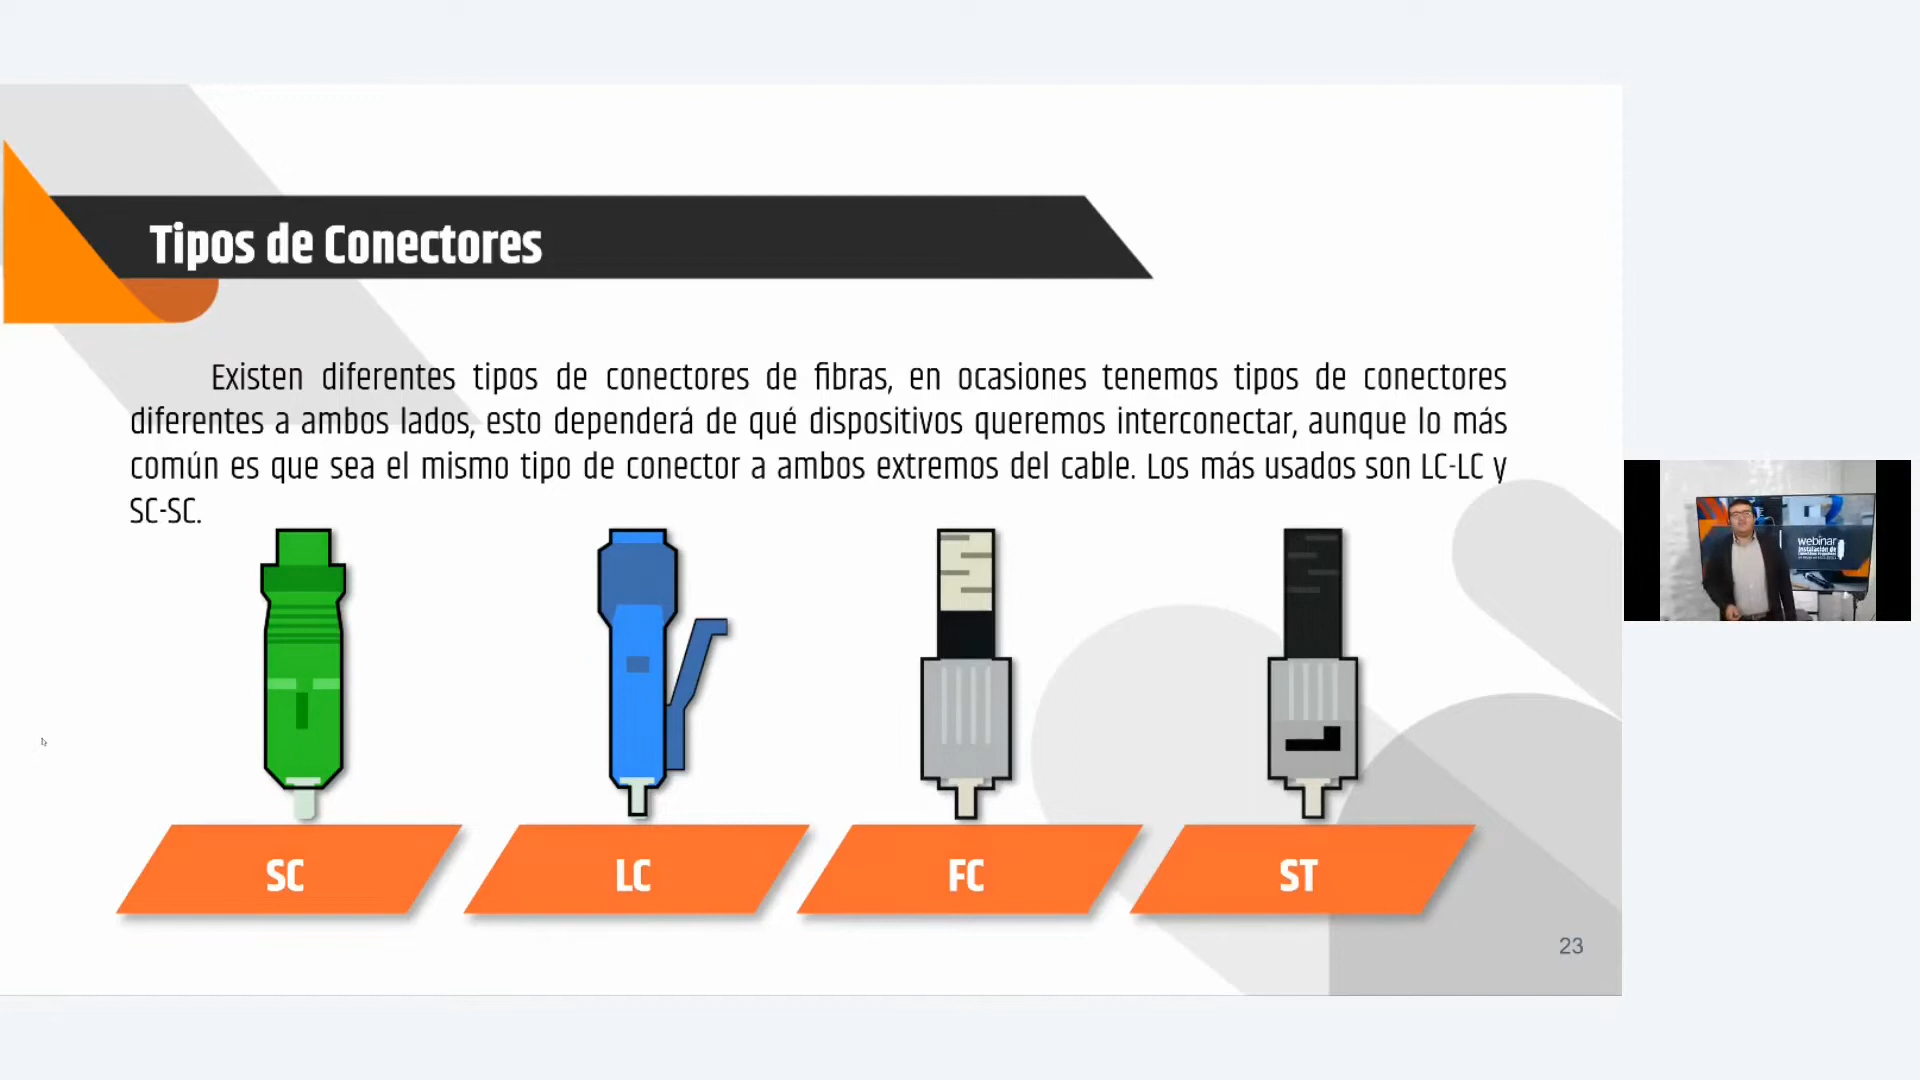 Tipos de Conectores
Existen diferentes tipos de conectores de fibras, en ocasiones tenemos tipos de conectores
diferentes a ambos lados, esto dependerá de qué dispositivos queremos interconectar, aunque lo más
común es que sea el mismo tipo de conector a ambos extremos del cable. Los más usados son LC-LC y
SC-SC.
webinar
Instalación de
SC
LC
FC
ST
23